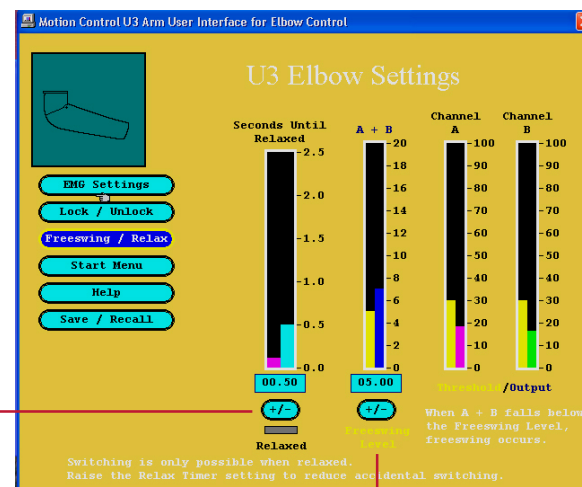 Motion Control U3 Arm User Interface for Elbow Control
U3 Elbow Settings
EMG Settings
Lock / Unlock
Freeswing / Relax
Start Menu
Help
Save / Recall
Seconds Until
Relaxed
2.5
2.0
1.5
1.0
0.5
0.0
00.50
+/-
Relaxed
A + B
20
18
16
14
12
10
8
6
4
2
0
05.00
+/-
Freeswing
Level
Channel
A
100
90
80
70
60
50
40
30
20
10
0
Channel
B
100
90
80
70
60
50
40
30
20
10
0
Threshold/Output
When A + B falls below
the Freeswing Level,
freeswing occurs.
Switching is only possible when relaxed.
Raise the Relax Timer setting to reduce accidental switching.